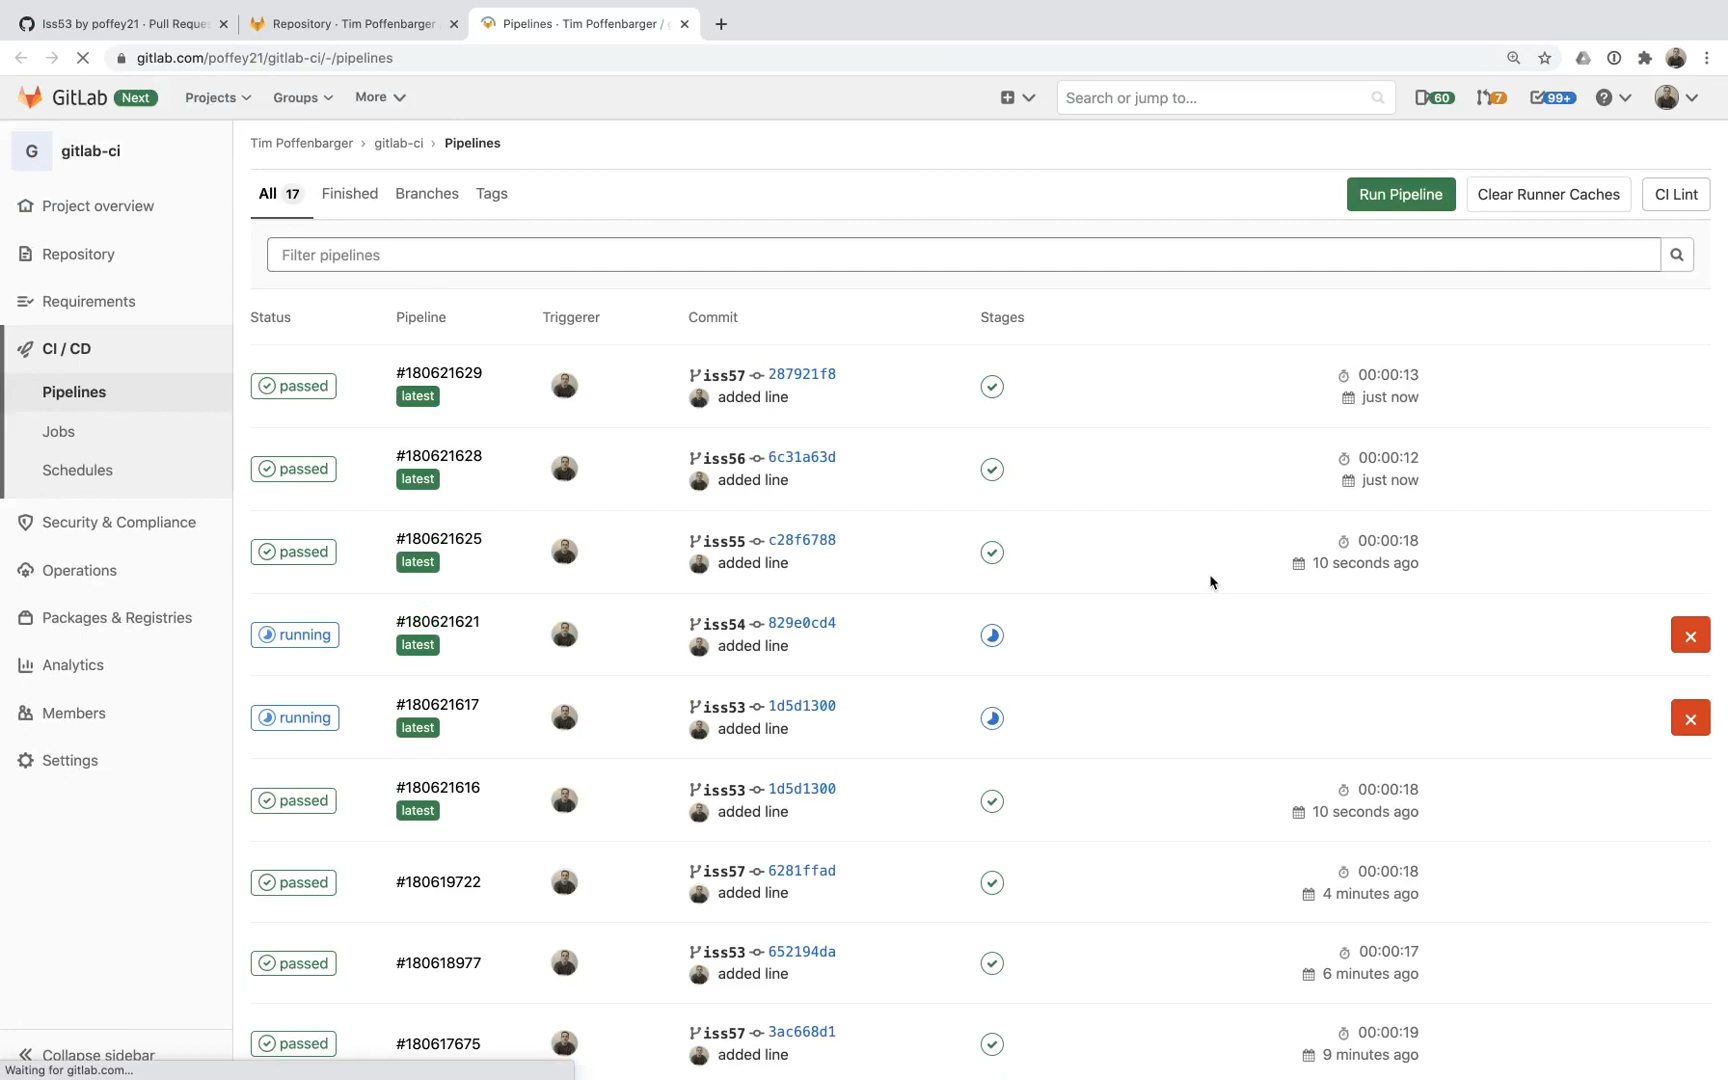 Iss53 by poffey21 · Pull Reques
Repository · Tim Poffenbarger
Pipelines · Tim Poffenbarger /
gitlab.com/poffey21/gitlab-ci/-/pipelines
GitLab Next Projects Groups More Search or jump to... 60 7 99+
G gitlab-ci
Project overview
Repository
Requirements
CI / CD
Pipelines
Jobs
Schedules
Security & Compliance
Operations
Packages & Registries
Analytics
Members
Settings
Collapse sidebar
Waiting for gitlab.com...
Tim Poffenbarger › gitlab-ci › Pipelines
All 17 Finished Branches Tags Run Pipeline Clear Runner Caches CI Lint
Filter pipelines
Status Pipeline Triggerer Commit Stages
passed #180621629 latest iss57 287921f8 00:00:13
added line just now
passed #180621628 latest iss56 6c31a63d 00:00:12
added line just now
passed #180621625 latest iss55 c28f6788 00:00:18
added line 10 seconds ago
running #180621621 latest iss54 829e0cd4
added line
running #180621617 latest iss53 1d5d1300
added line
passed #180621616 latest iss53 1d5d1300 00:00:18
added line 10 seconds ago
passed #180619722 iss57 6281ffad 00:00:18
added line 4 minutes ago
passed #180618977 iss53 652194da 00:00:17
added line 6 minutes ago
passed #180617675 iss57 3ac668d1 00:00:19
added line 9 minutes ago